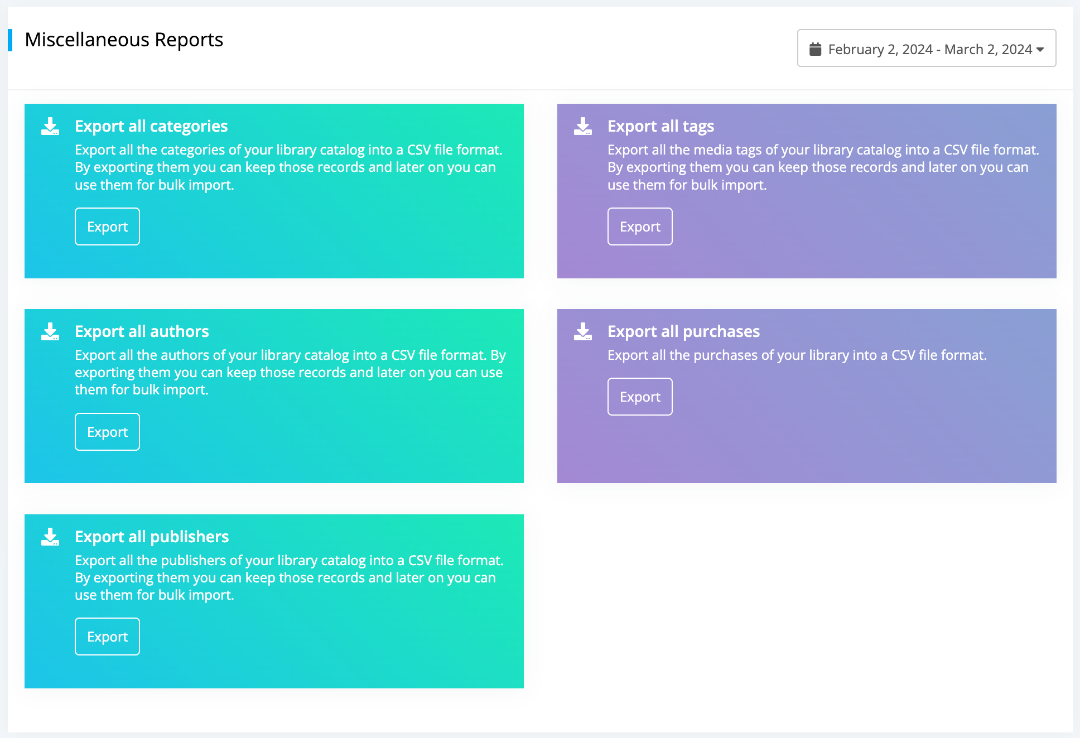 Miscellaneous Reports
February 2, 2024 - March 2, 2024
Export all categories
Export all the categories of your library catalog into a CSV file format.
By exporting them you can keep those records and later on you can
use them for bulk import.
Export
Export all tags
Export all the media tags of your library catalog into a CSV file format.
By exporting them you can keep those records and later on you can
use them for bulk import.
Export
Export all authors
Export all the authors of your library catalog into a CSV file format. By
exporting them you can keep those records and later on you can use
them for bulk import.
Export
Export all purchases
Export all the purchases of your library into a CSV file format.
Export
Export all publishers
Export all the publishers of your library catalog into a CSV file format.
By exporting them you can keep those records and later on you can
use them for bulk import.
Export